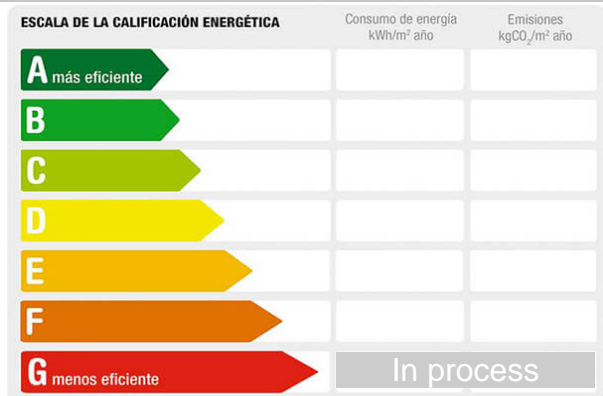 ESCALA DE LA CALIFICACIÓN ENERGÉTICA
Consumo de energía
kWh/m² año
Emisiones
kgCO₂/m² año
A más eficiente
B
C
D
E
F
G menos eficiente
In process